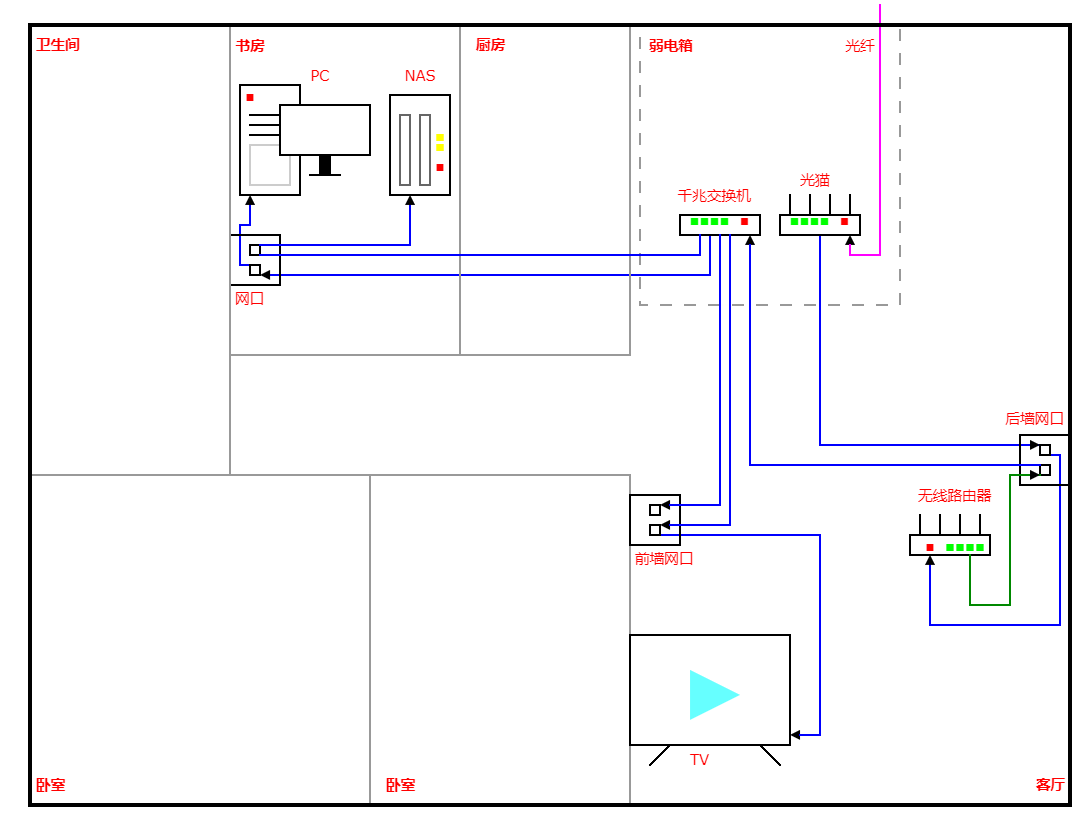 卫生间
书房
厨房
弱电箱
光纤
PC
NAS
光猫
千兆交换机
网口
后墙网口
无线路由器
前墙网口
TV
卧室
卧室
客厅